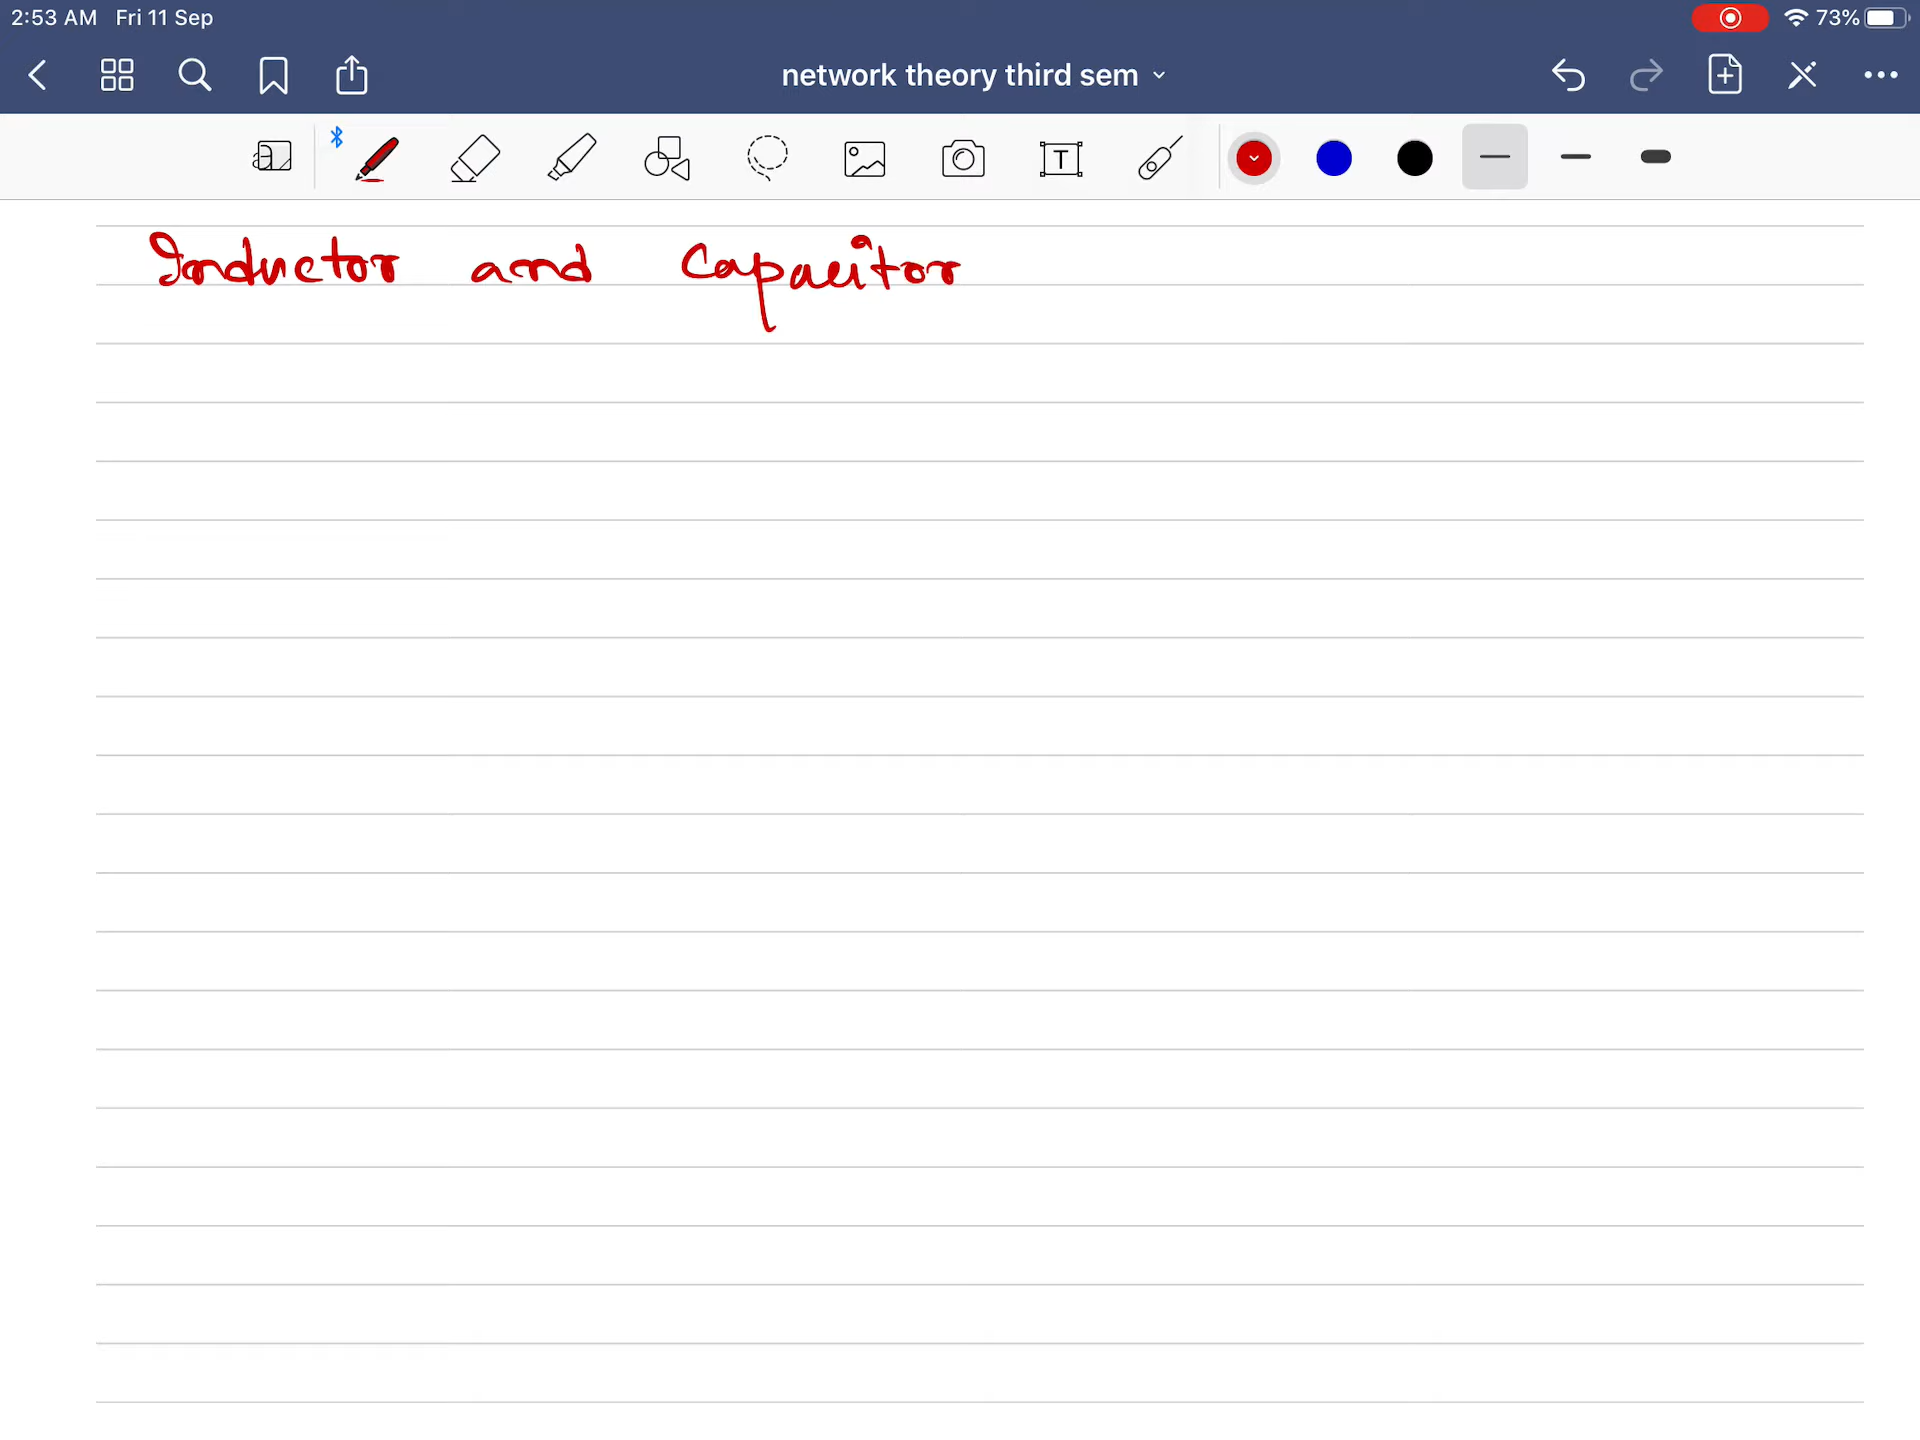 2:53 AM Fri 11 Sep 73%
network theory third sem
T
Inductor and Capacitor